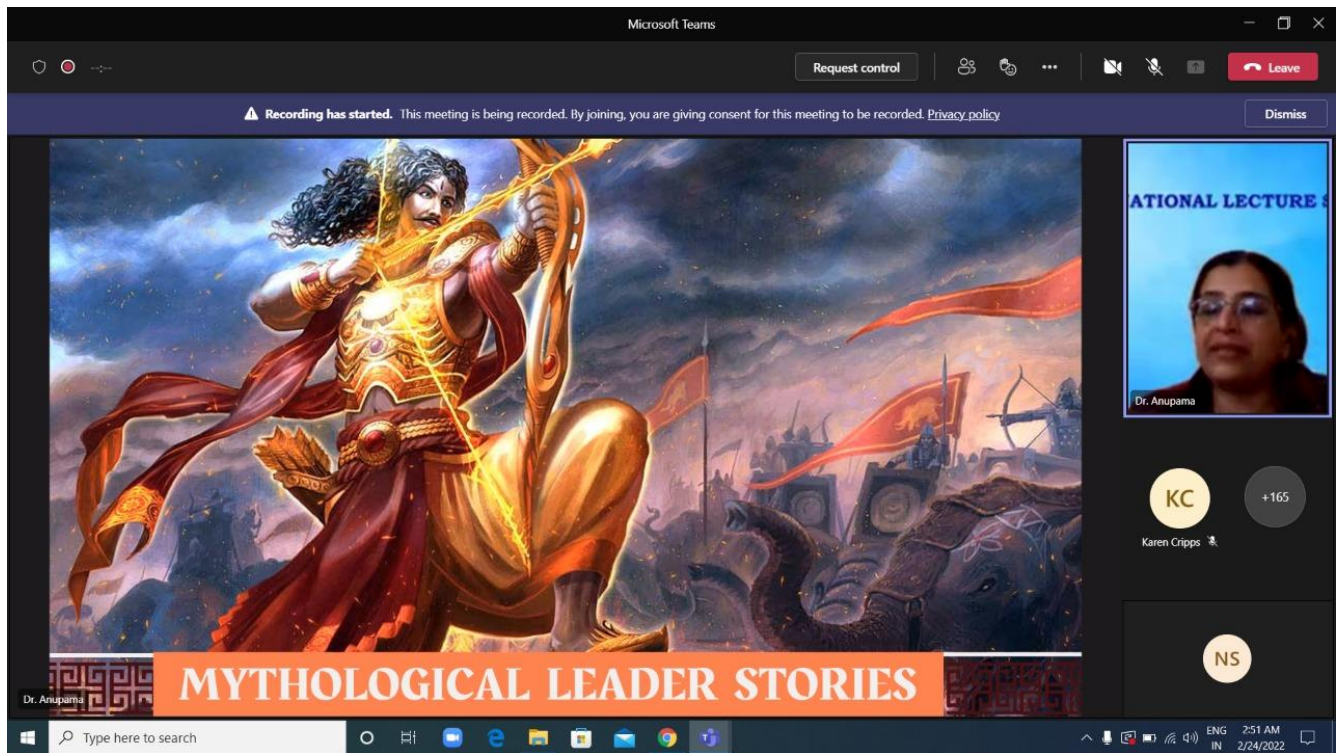 Microsoft Teams
--:--
Request control
Leave
Recording has started. This meeting is being recorded. By joining, you are giving consent for this meeting to be recorded. Privacy policy
Dismiss
ATIONAL LECTURE S
Dr. Anupama
KC
+165
Karen Cripps
NS
MYTHOLOGICAL LEADER STORIES
Dr. Anupama
Type here to search
ENG
IN
2:51 AM
2/24/2022